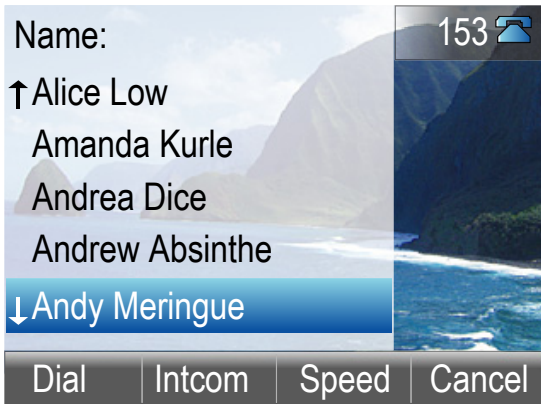 Name:
153
Alice Low
Amanda Kurle
Andrea Dice
Andrew Absinthe
Andy Meringue
Dial Intcom Speed Cancel